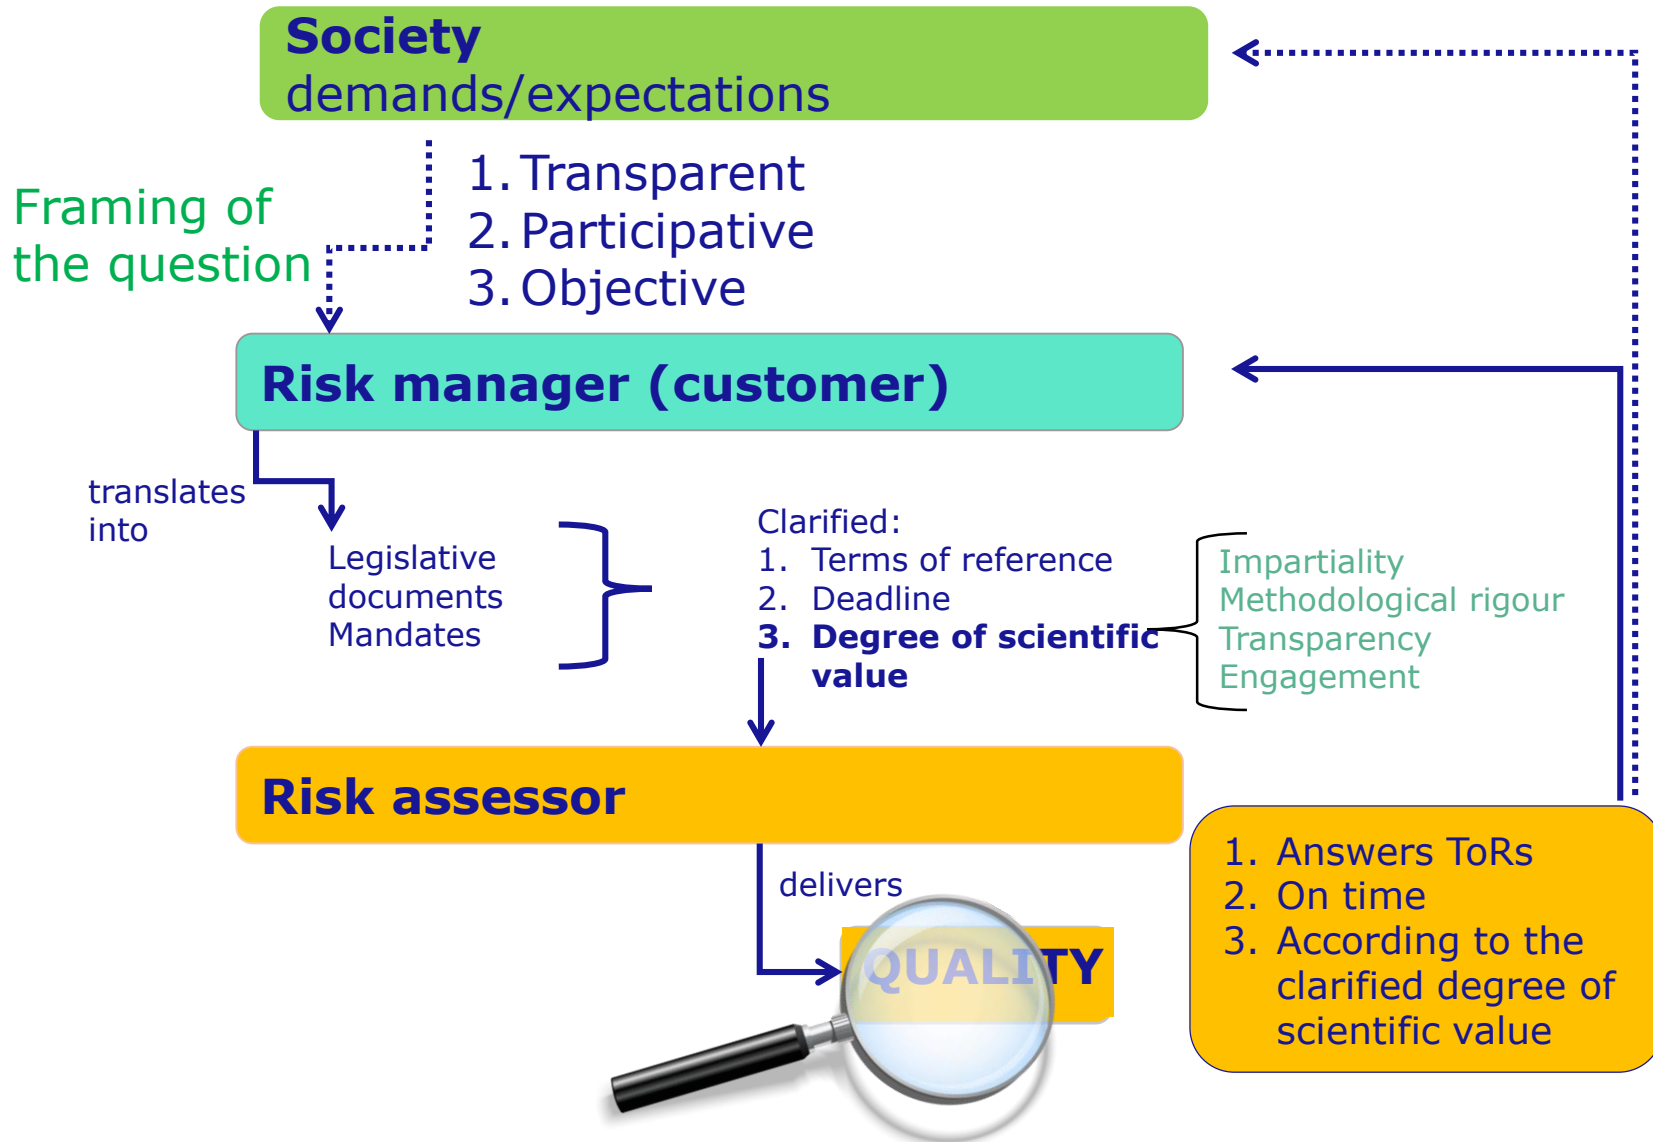 Society
demands/expectations
Framing of
the question
1. Transparent
2. Participative
3. Objective
Risk manager (customer)
translates
into
Legislative
documents
Mandates
Clarified:
1. Terms of reference
2. Deadline
3. Degree of scientific
value
Impartiality
Methodological rigour
Transparency
Engagement
Risk assessor
delivers
QUALITY
1. Answers ToRs
2. On time
3. According to the
clarified degree of
scientific value